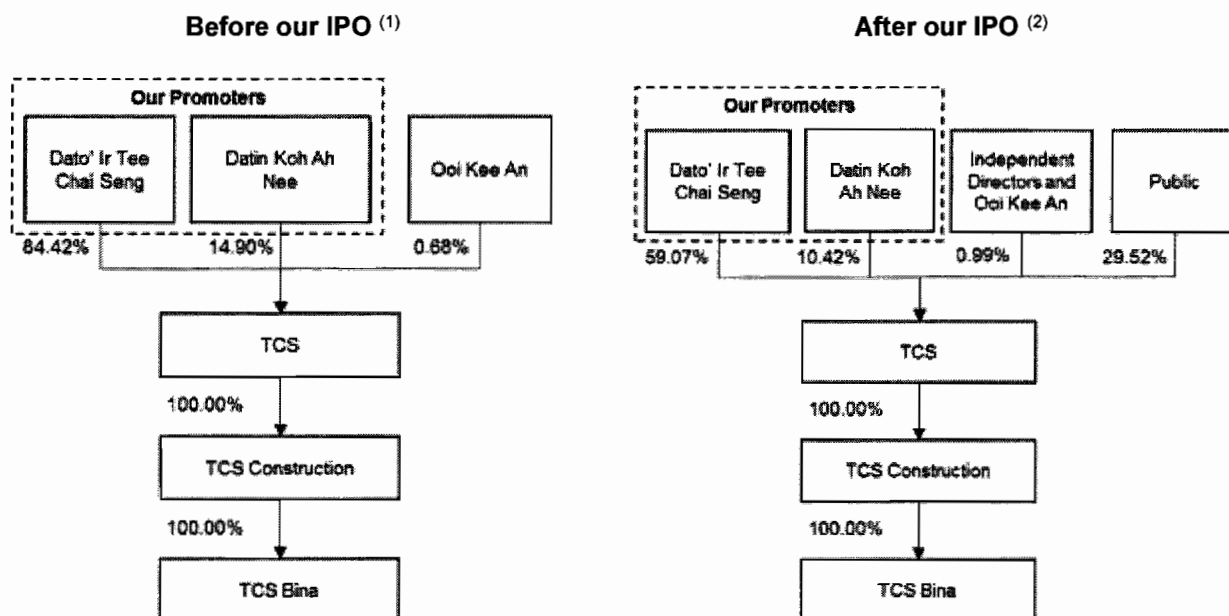 Before our IPO (1)
Our Promoters
Dato' Ir Tee
Chai Seng
Datin Koh Ah
Nee
Ooi Kee An
84.42%
14.90%
0.68%
TCS
100.00%
TCS Construction
100.00%
TCS Bina
After our IPO (2)
Our Promoters
Dato' Ir Tee
Chai Seng
Datin Koh
Ah Nee
Independent
Directors and
Ooi Kee An
Public
59.07%
10.42%
0.99%
29.52%
TCS
100.00%
TCS Construction
100.00%
TCS Bina